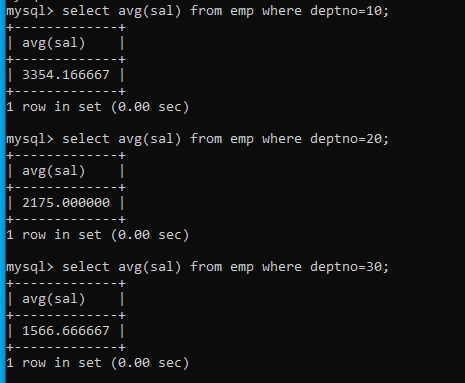 mysql> select avg(sal) from emp where deptno=10;
+-------------+
| avg(sal)    |
+-------------+
| 3354.166667 |
+-------------+
1 row in set (0.00 sec)
mysql> select avg(sal) from emp where deptno=20;
+-------------+
| avg(sal)    |
+-------------+
| 2175.000000 |
+-------------+
1 row in set (0.00 sec)
mysql> select avg(sal) from emp where deptno=30;
+-------------+
| avg(sal)    |
+-------------+
| 1566.666667 |
+-------------+
1 row in set (0.00 sec)